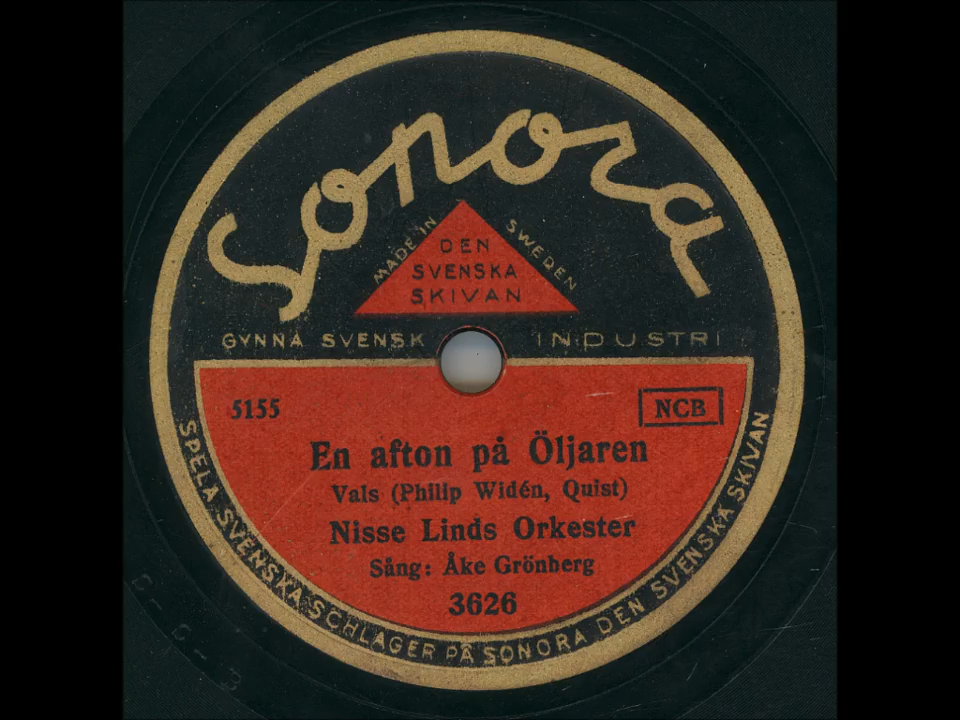 Sonora
MADE IN SWEDEN
DEN
SVENSKA
SKIVAN
GYNNA SVENSK INDUSTRI
5155
NCB
En afton på Öljaren
Vals (Philip Widén, Quist)
Nisse Linds Orkester
Sång: Åke Grönberg
3626
SPELA SVENSKA SCHLAGER PÅ SONORA DEN SVENSKA SKIVAN